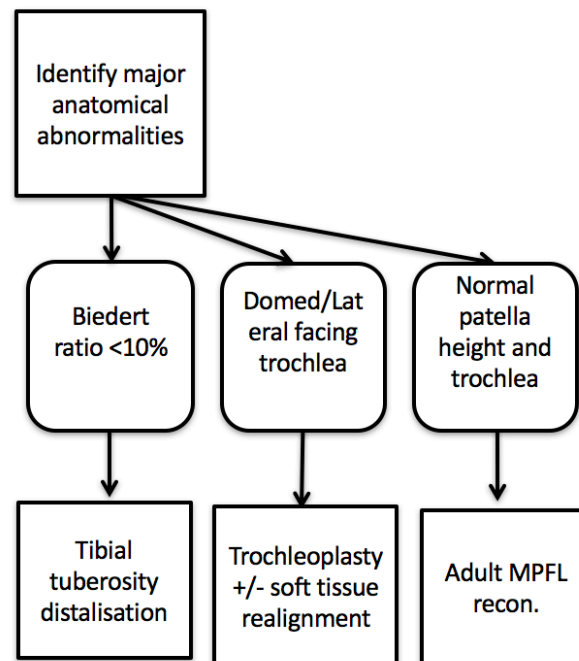 Identify major
anatomical
abnormalities
Biedert
ratio <10%
Domed/Lat
eral facing
trochlea
Normal
patella
height and
trochlea
Tibial
tuberosity
distalisation
Trochleoplasty
+/- soft tissue
realignment
Adult MPFL
recon.